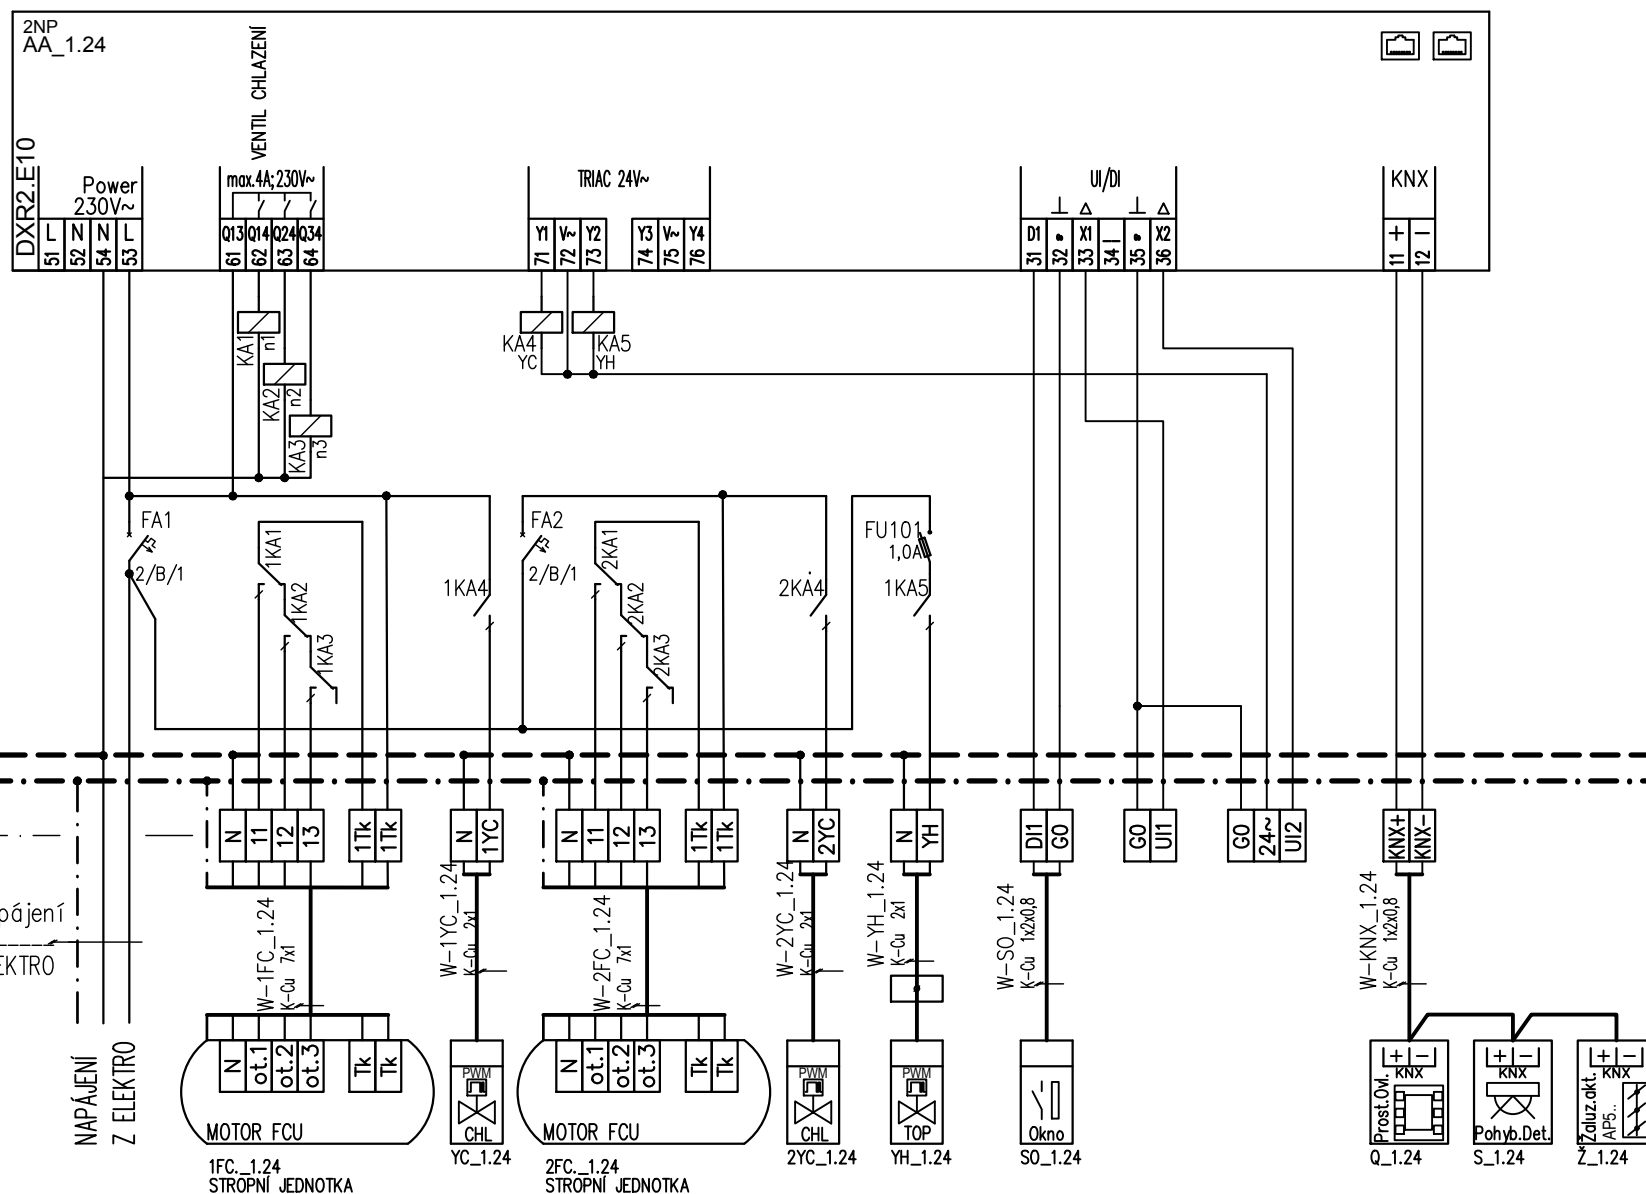 2NP
AA_1.24
DXR2.E10
VENTIL CHLAZENÍ
Power
230V~
max.4A;230V~
TRIAC 24V~
UI/DI
KNX
L N N L
51 52 54 53
Q13 Q14 Q24 Q34
61 62 63 64
Y1 V~ Y2
71 72 73
Y3 V~ Y4
74 75 76
D1 X1 X2
31 32 33 34 35 36
+ −
11 12
KA1
n1
KA2
n2
KA3
n3
KA4
YC
KA5
YH
FA1
2/B/1
1KA1
1KA2
1KA3
1KA4
FA2
2/B/1
2KA1
2KA2
2KA3
2KA4
FU101
1,0A
1KA5
N 11 12 13 1Tk 1Tk
N 1YC
N 11 12 13 1Tk 1Tk
N 2YC
N YH
DI1 G0
G0 UI1
G0 24~ UI2
KNX+ KNX−
pájení
EKTRO
NAPÁJENÍ
Z ELEKTRO
W−1FC_1.24
K−Cu 7x1
W−1YC_1.24
K−Cu 2x1
W−2FC_1.24
K−Cu 7x1
W−2YC_1.24
K−Cu 2x1
W−YH_1.24
K−Cu 2x1
W−SO_1.24
K−Cu 1x2x0,8
W−KNX_1.24
K−Cu 1x2x0,8
N ot.1 ot.2 ot.3 Tk Tk
MOTOR FCU
1FC._1.24
STROPNÍ JEDNOTKA
PWM
CHL
YC_1.24
N ot.1 ot.2 ot.3 Tk Tk
MOTOR FCU
2FC._1.24
STROPNÍ JEDNOTKA
PWM
CHL
2YC_1.24
PWM
TOP
YH_1.24
Okno
SO_1.24
+ −
KNX
Prost.Ovl.
Q_1.24
+ −
KNX
Pohyb.Det.
S_1.24
+ −
KNX
Žaluz.akt.
AP5..
Ž_1.24